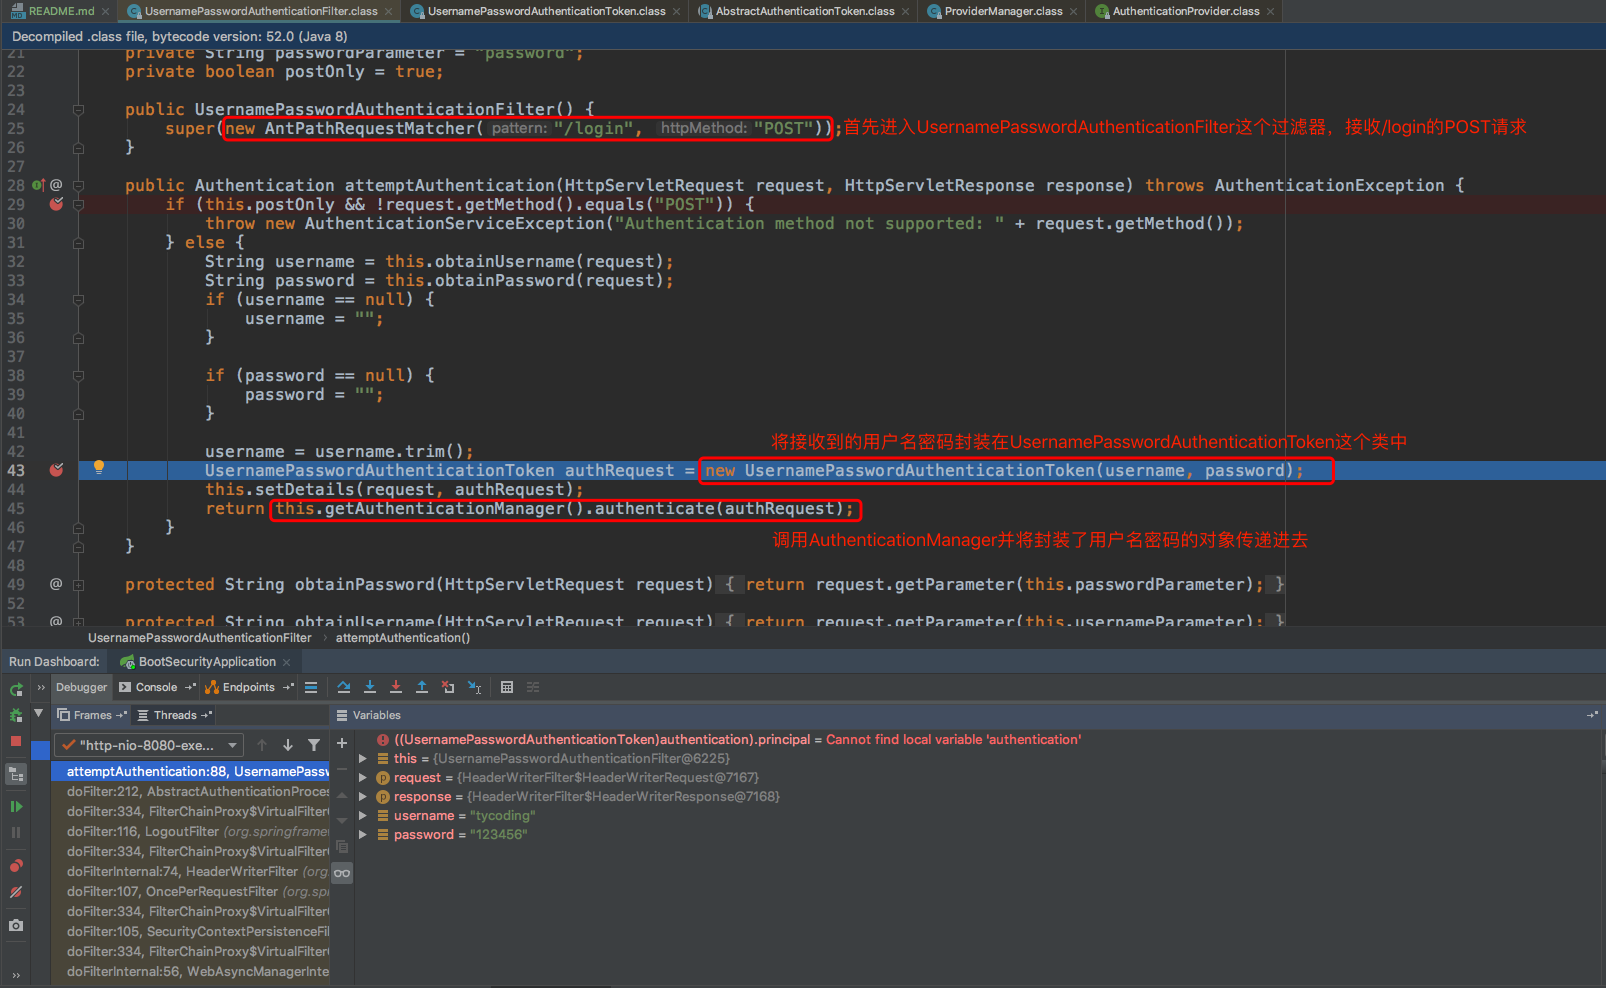 README.md × UsernamePasswordAuthenticationFilter.class × UsernamePasswordAuthenticationToken.class × AbstractAuthenticationToken.class × ProviderManager.class × AuthenticationProvider.class ×
Decompiled .class file, bytecode version: 52.0 (Java 8)
21 private String passwordParameter = "password";
22 private boolean postOnly = true;
23
24 public UsernamePasswordAuthenticationFilter() {
25 super(new AntPathRequestMatcher( pattern: "/login", httpMethod: "POST")); 首先进入UsernamePasswordAuthenticationFilter这个过滤器，接收/login的POST请求
26 }
27
28 @ public Authentication attemptAuthentication(HttpServletRequest request, HttpServletResponse response) throws AuthenticationException {
29 if (this.postOnly && !request.getMethod().equals("POST")) {
30 throw new AuthenticationServiceException("Authentication method not supported: " + request.getMethod());
31 } else {
32 String username = this.obtainUsername(request);
33 String password = this.obtainPassword(request);
34 if (username == null) {
35 username = "";
36 }
37
38 if (password == null) {
39 password = "";
40 }
41
将接收到的用户名密码封装在UsernamePasswordAuthenticationToken这个类中
42 username = username.trim();
43 UsernamePasswordAuthenticationToken authRequest = new UsernamePasswordAuthenticationToken(username, password);
44 this.setDetails(request, authRequest);
45 return this.getAuthenticationManager().authenticate(authRequest);
46 }
调用AuthenticationManager并将封装了用户名密码的对象传递进去
47 }
48
49 @ protected String obtainPassword(HttpServletRequest request) { return request.getParameter(this.passwordParameter); }
52
53 @ protected String obtainUsername(HttpServletRequest request) { return request.getParameter(this.usernameParameter); }
UsernamePasswordAuthenticationFilter › attemptAuthentication()
Run Dashboard: BootSecurityApplication ×
Debugger Console Endpoints
Frames Threads Variables
"http-nio-8080-exe...
attemptAuthentication:88, UsernamePassw
doFilter:212, AbstractAuthenticationProces
doFilter:334, FilterChainProxy$VirtualFilter
doFilter:116, LogoutFilter (org.springframew
doFilter:334, FilterChainProxy$VirtualFilter
doFilterInternal:74, HeaderWriterFilter (org.
doFilter:107, OncePerRequestFilter (org.spr
doFilter:334, FilterChainProxy$VirtualFilter
doFilter:105, SecurityContextPersistenceFil
doFilter:334, FilterChainProxy$VirtualFilter
doFilterInternal:56, WebAsyncManagerInte
((UsernamePasswordAuthenticationToken)authentication).principal = Cannot find local variable 'authentication'
this = {UsernamePasswordAuthenticationFilter@6225}
request = {HeaderWriterFilter$HeaderWriterRequest@7167}
response = {HeaderWriterFilter$HeaderWriterResponse@7168}
username = "tycoding"
password = "123456"